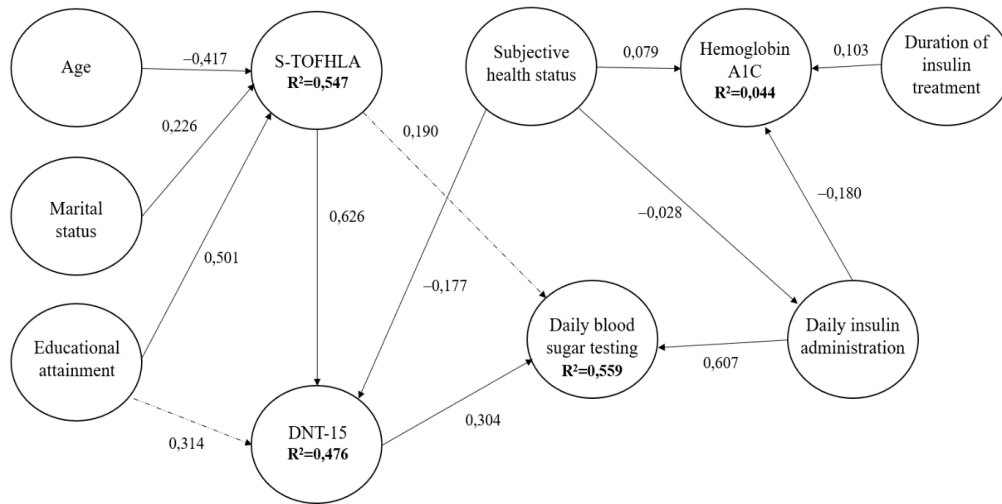 Age
−0,417
S-TOFHLA
R²=0,547
Subjective
health status
0,079
Hemoglobin
A1C
R²=0,044
0,103
Duration of
insulin
treatment
0,226
0,190
Marital
status
0,626
−0,028
−0,180
0,501
−0,177
Educational
attainment
Daily blood
sugar testing
R²=0,559
0,607
Daily insulin
administration
0,314
DNT-15
R²=0,476
0,304